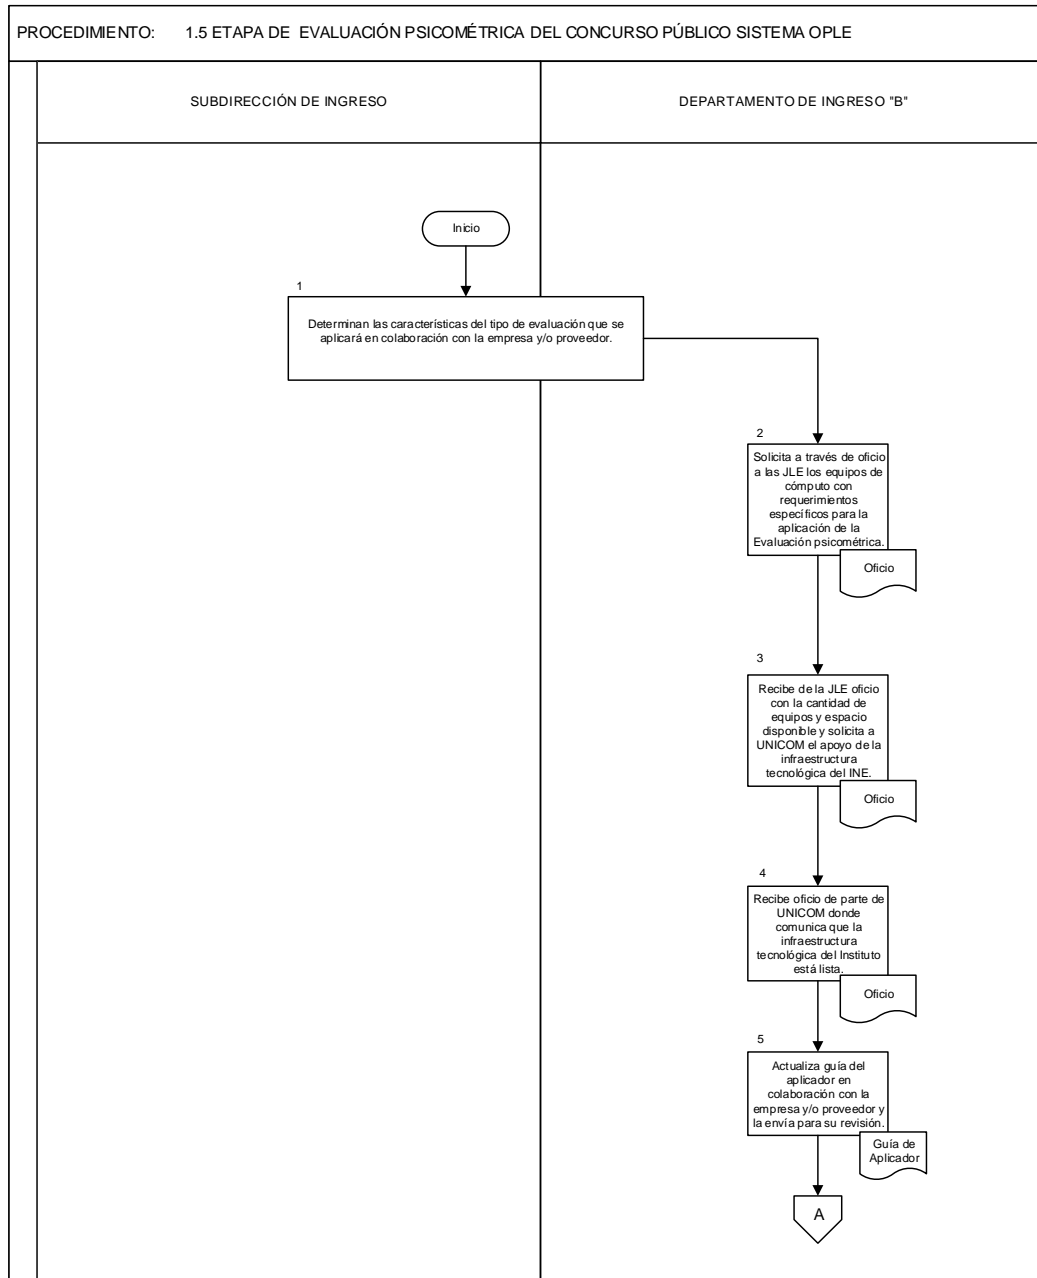 PROCEDIMIENTO: 1.5 ETAPA DE EVALUACIÓN PSICOMÉTRICA DEL CONCURSO PÚBLICO SISTEMA OPLE
SUBDIRECCIÓN DE INGRESO
DEPARTAMENTO DE INGRESO "B"
Inicio
1
Determinan las características del tipo de evaluación que se
aplicará en colaboración con la empresa y/o proveedor.
2
Solicita a través de oficio
a las JLE los equipos de
cómputo con
requerimientos
específicos para la
aplicación de la
Evaluación psicométrica.
Oficio
3
Recibe de la JLE oficio
con la cantidad de
equipos y espacio
disponible y solicita a
UNICOM el apoyo de la
infraestructura
tecnológica del INE.
Oficio
4
Recibe oficio de parte de
UNICOM donde
comunica que la
infraestructura
tecnológica del Instituto
está lista.
Oficio
5
Actualiza guía del
aplicador en
colaboración con la
empresa y/o proveedor y
la envía para su revisión.
Guía de
Aplicador
A